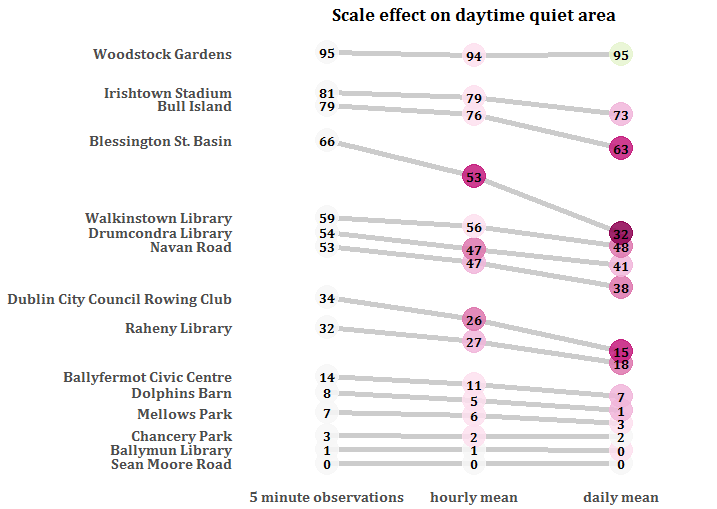 Scale effect on daytime quiet area
Woodstock Gardens 95 94 95
Irishtown Stadium 81 79 73
Bull Island 79 76 63
Blessington St. Basin 66 53 32
Walkinstown Library 59 56 48
Drumcondra Library 54 47 41
Navan Road 53 47 38
Dublin City Council Rowing Club 34 26 15
Raheny Library 32 27 18
Ballyfermot Civic Centre 14 11 7
Dolphins Barn 8 5 1
Mellows Park 7 6 3
Chancery Park 3 2 2
Ballymun Library 1 1 0
Sean Moore Road 0 0 0
5 minute observations hourly mean daily mean